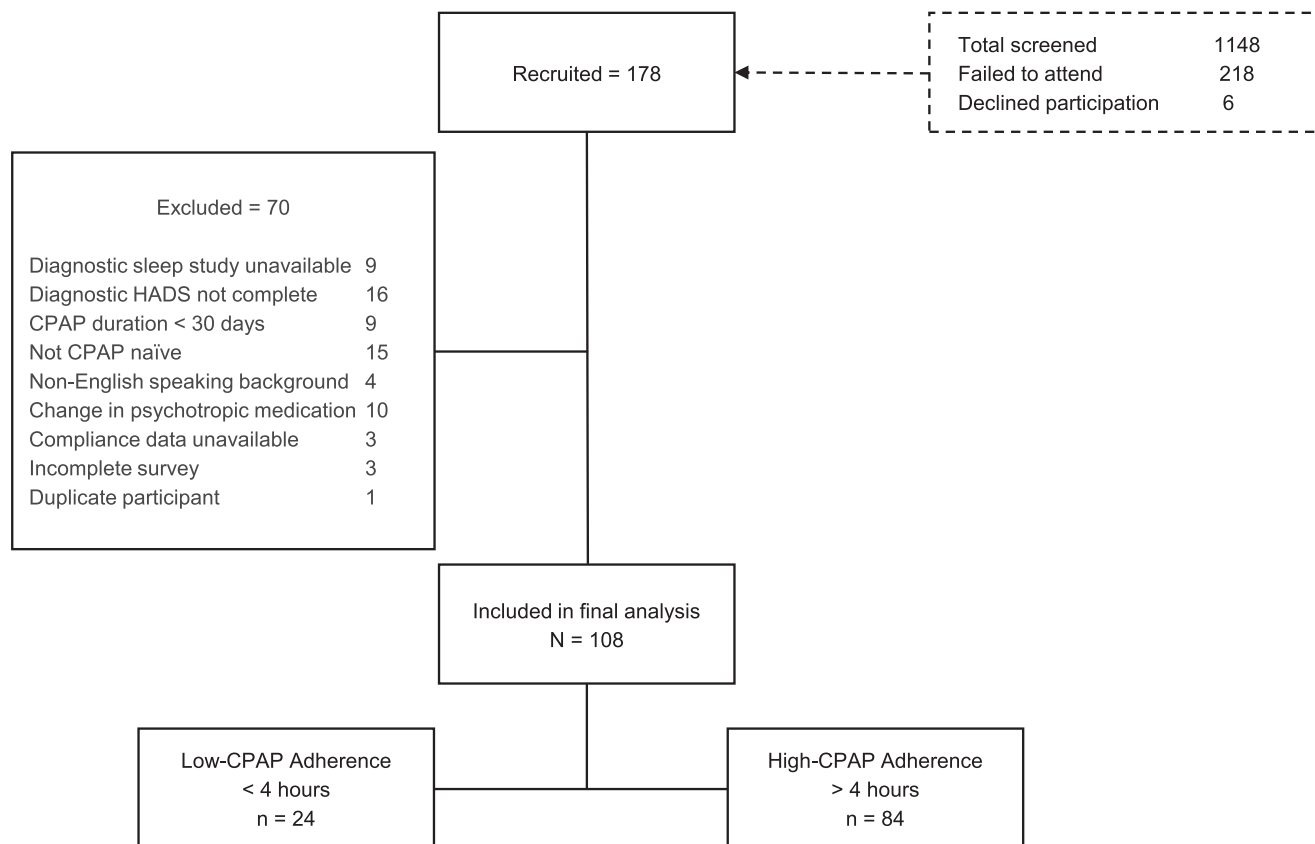 Recruited = 178
Total screened 1148
Failed to attend 218
Declined participation 6
Excluded = 70
Diagnostic sleep study unavailable 9
Diagnostic HADS not complete 16
CPAP duration < 30 days 9
Not CPAP naïve 15
Non-English speaking background 4
Change in psychotropic medication 10
Compliance data unavailable 3
Incomplete survey 3
Duplicate participant 1
Included in final analysis
N = 108
Low-CPAP Adherence
< 4 hours
n = 24
High-CPAP Adherence
> 4 hours
n = 84